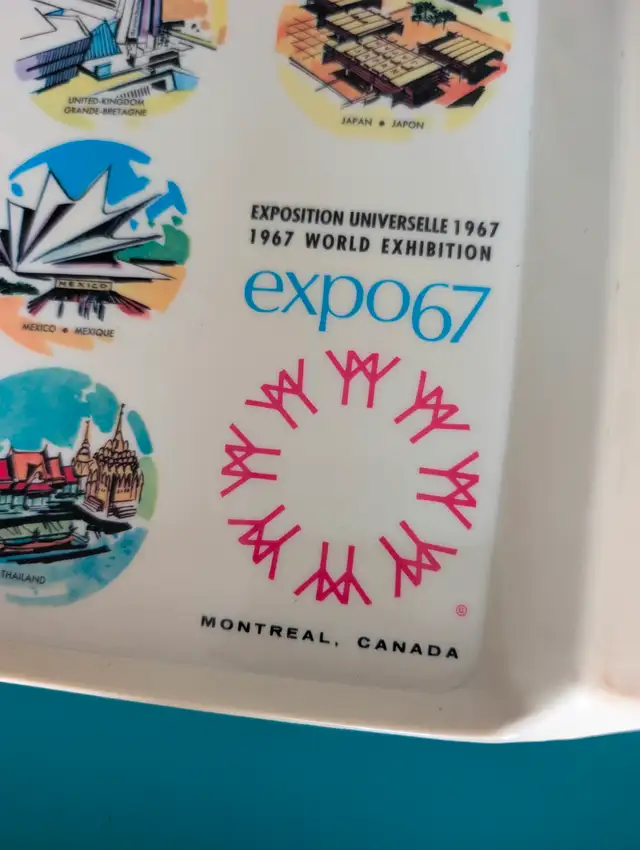 UNITED-KINGDOM
GRANDE-BRETAGNE
JAPAN • JAPON
EXPOSITION UNIVERSELLE 1967
1967 WORLD EXHIBITION
expo67
MEXICO
MEXICO • MEXIQUE
THAILAND
©
MONTREAL, CANADA